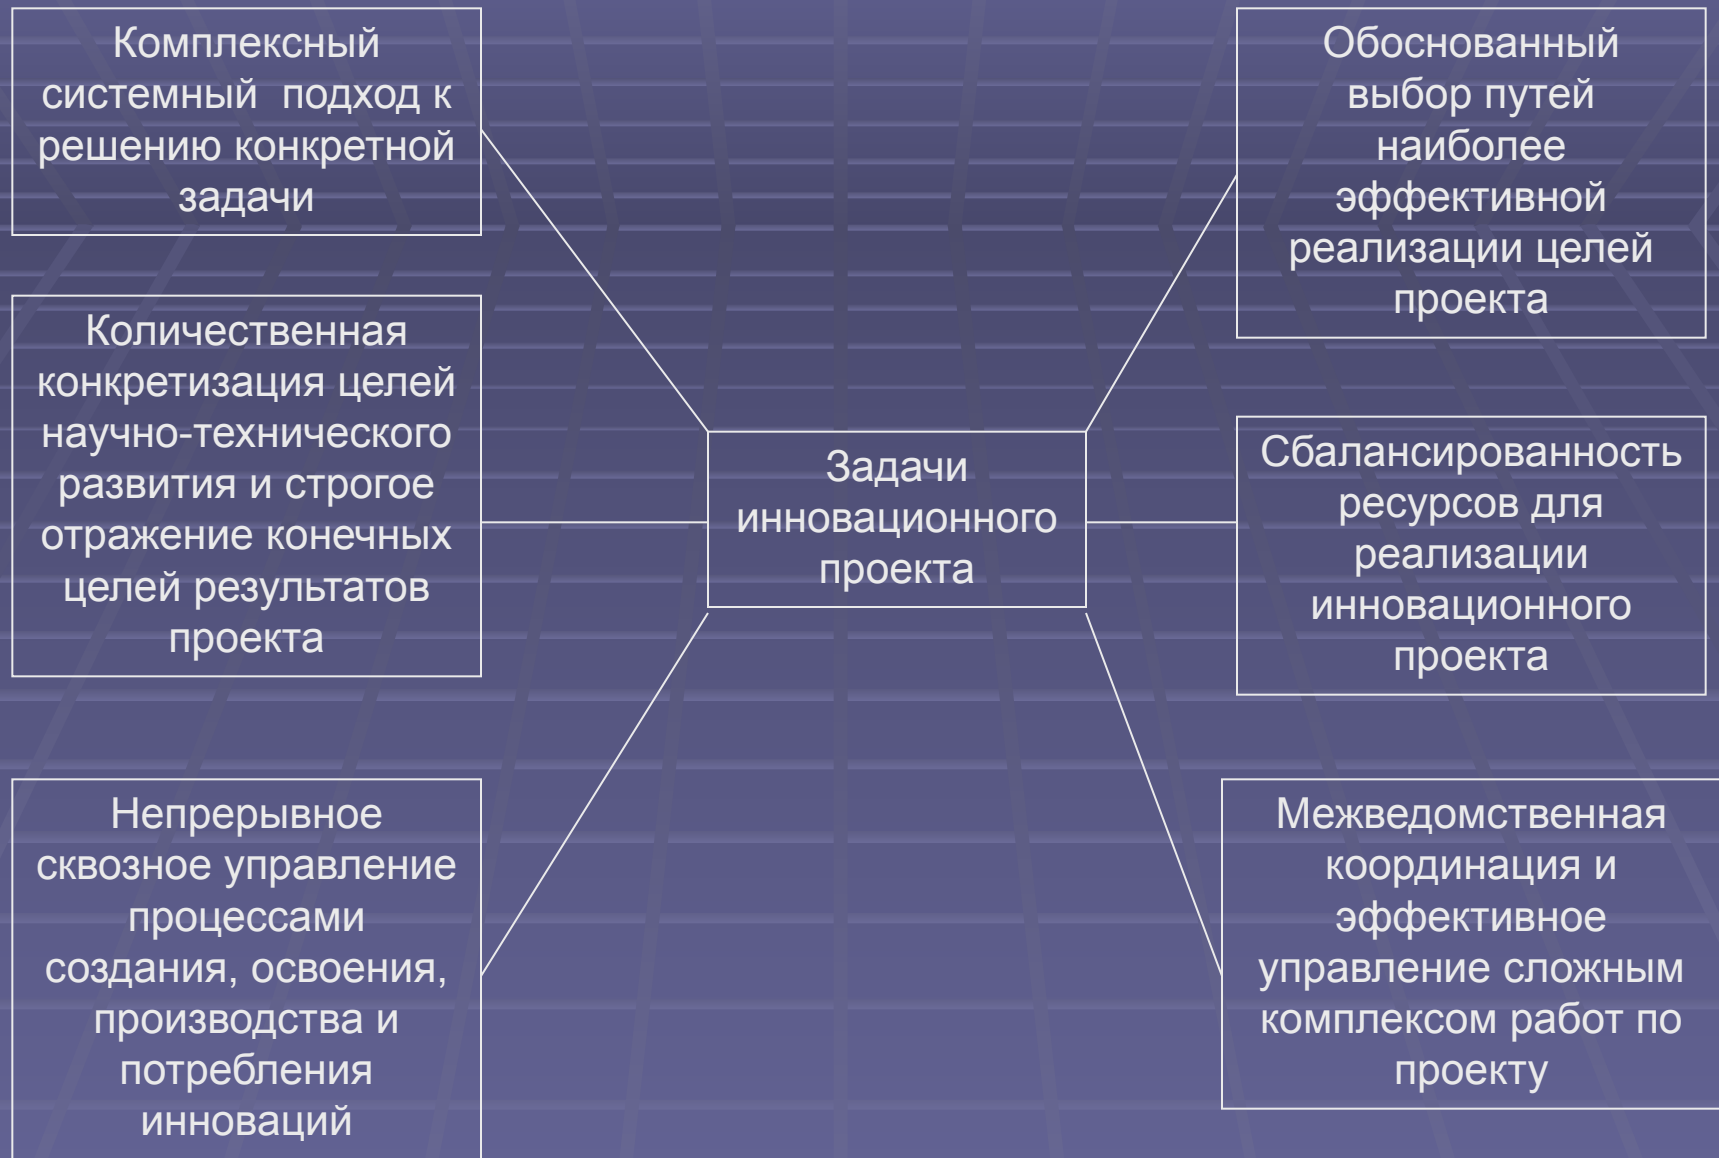 Комплексный
системный подход к
решению конкретной
задачи
Количественная
конкретизация целей
научно-технического
развития и строгое
отражение конечных
целей результатов
проекта
Непрерывное
сквозное управление
процессами
создания, освоения,
производства и
потребления
инноваций
Задачи
инновационного
проекта
Обоснованный
выбор путей
наиболее
эффективной
реализации целей
проекта
Сбалансированность
ресурсов для
реализации
инновационного
проекта
Межведомственная
координация и
эффективное
управление сложным
комплексом работ по
проекту